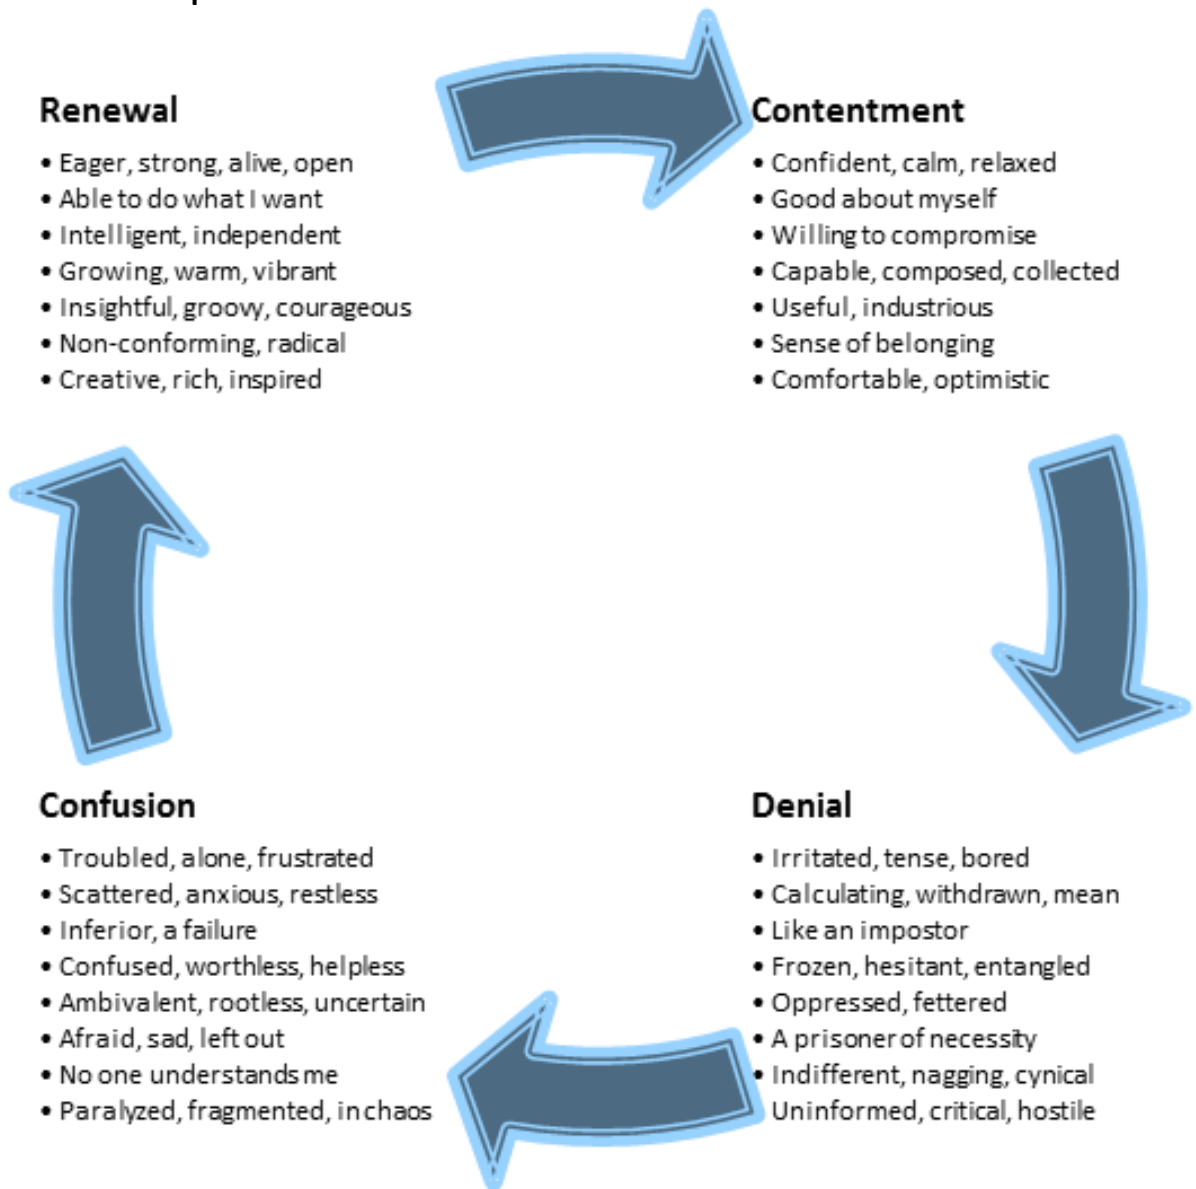 Renewal
• Eager, strong, alive, open
• Able to do what I want
• Intelligent, independent
• Growing, warm, vibrant
• Insightful, groovy, courageous
• Non-conforming, radical
• Creative, rich, inspired
Contentment
• Confident, calm, relaxed
• Good about myself
• Willing to compromise
• Capable, composed, collected
• Useful, industrious
• Sense of belonging
• Comfortable, optimistic
Confusion
• Troubled, alone, frustrated
• Scattered, anxious, restless
• Inferior, a failure
• Confused, worthless, helpless
• Ambivalent, rootless, uncertain
• Afraid, sad, left out
• No one understands me
• Paralyzed, fragmented, in chaos
Denial
• Irritated, tense, bored
• Calculating, withdrawn, mean
• Like an impostor
• Frozen, hesitant, entangled
• Oppressed, fettered
• A prisoner of necessity
• Indifferent, nagging, cynical
Uninformed, critical, hostile